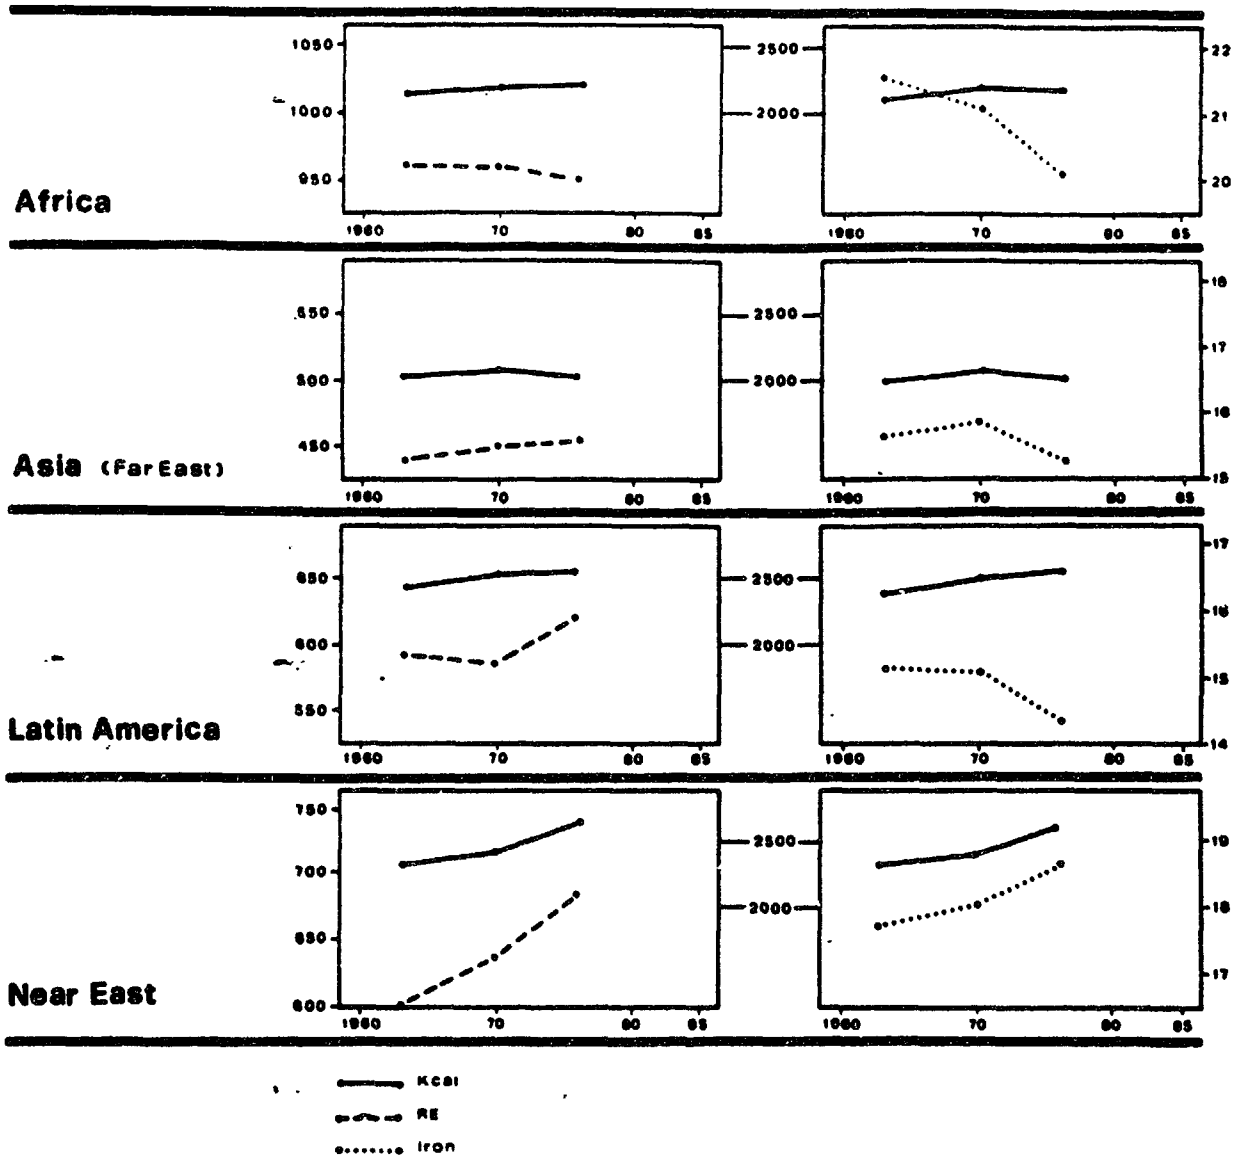 1050 2500 22
1000 2000 21
950 20
Africa
1960 70 80 85 1960 70 80 85
18
550 2500
17
500 2000
16
450
Asia (Far East)
15
1960 70 80 85 1960 70 80 85
17
650 2500
16
600 2000
15
550
Latin America
14
1960 70 80 85 1960 70 80 85
750
2500 19
700
2000 18
650
17
Near East
600
1960 70 80 85 1960 70 80 85
Kcal
RE
Iron